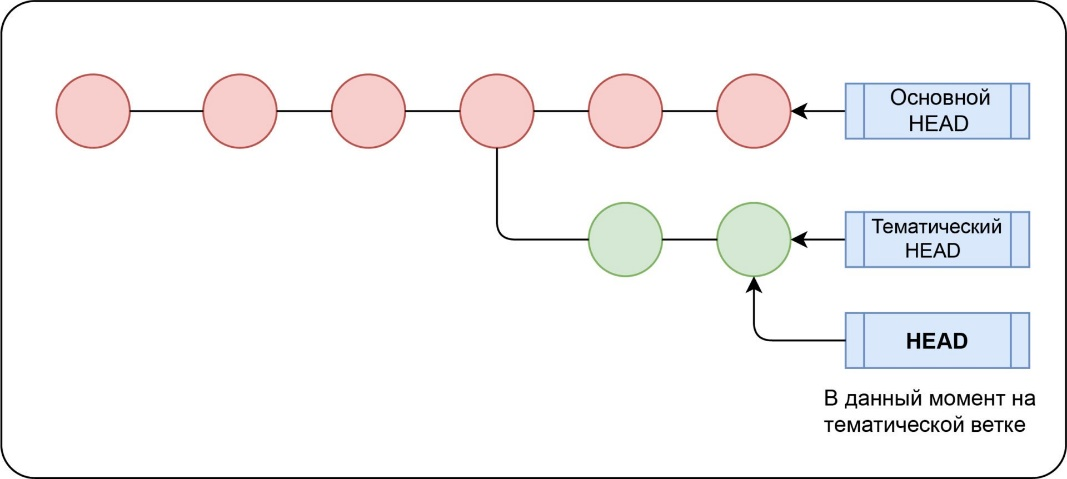 Основной
HEAD
Тематический
HEAD
HEAD
В данный момент на
тематической ветке